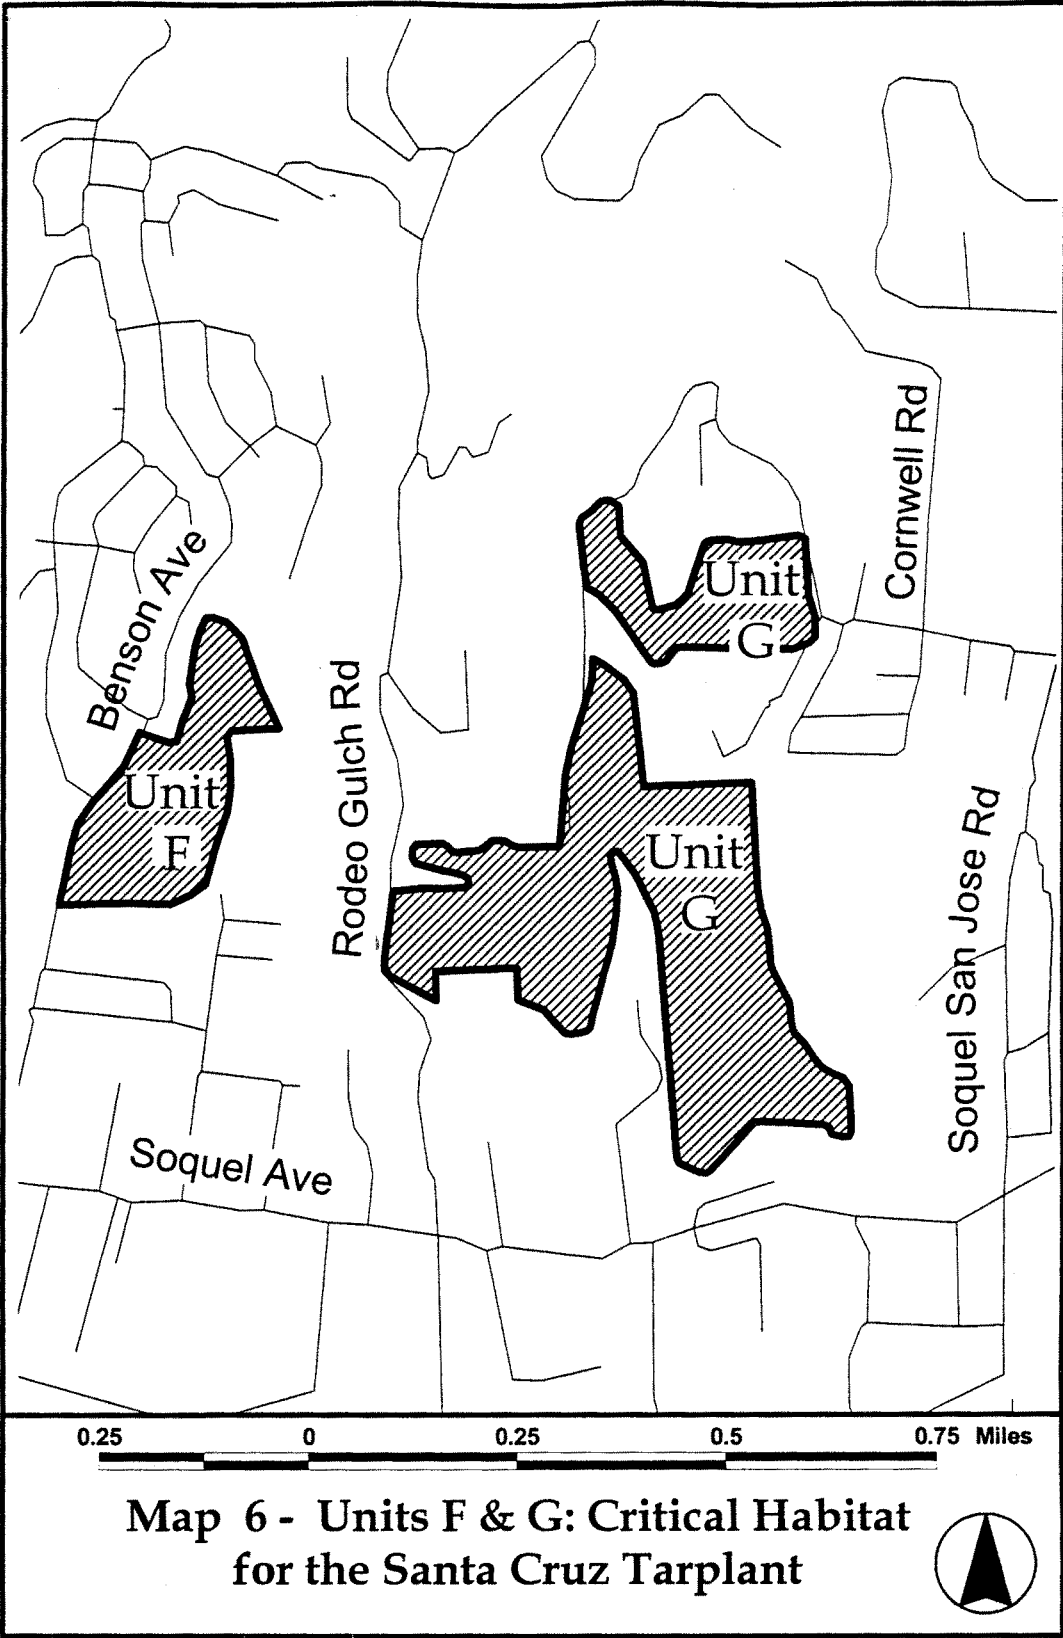 Cornwell Rd
Benson Ave
Unit
G
Rodeo Gulch Rd
Unit
F
Unit
G
Soquel San Jose Rd
Soquel Ave
0.25 0 0.25 0.5 0.75 Miles
Map 6 - Units F & G: Critical Habitat
for the Santa Cruz Tarplant